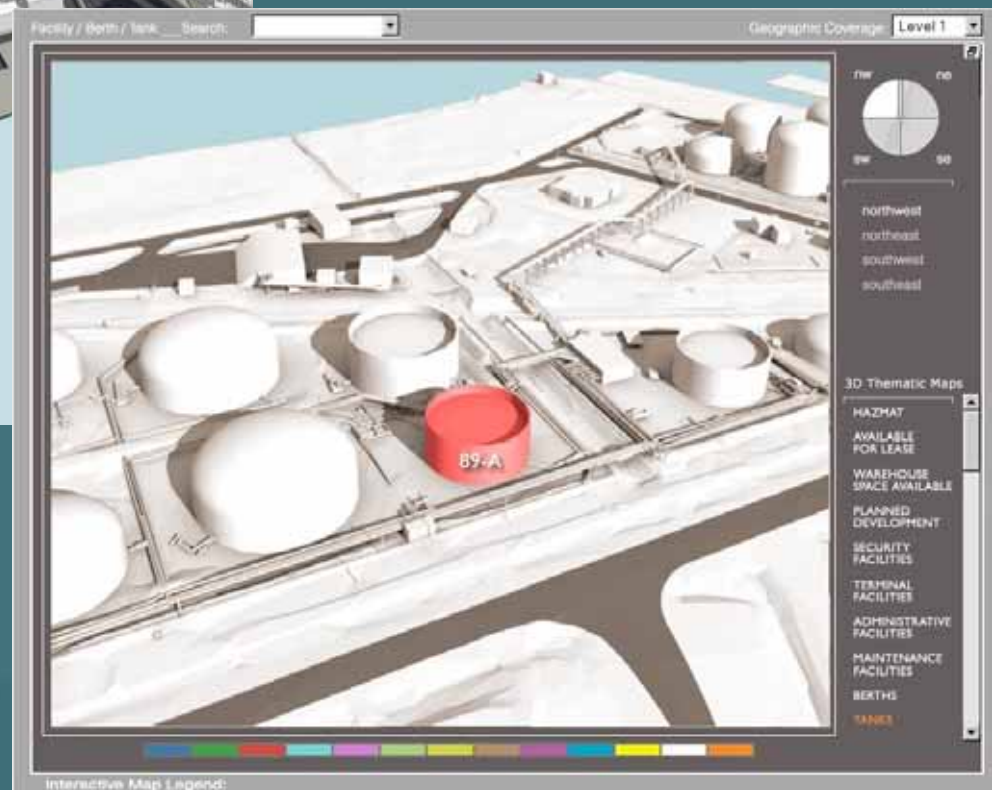 Facility / Berth / Tank __ Search:
Geographic Coverage: Level 1
nw ne
sw se
northwest
northeast
southwest
southeast
3D Thematic Maps
HAZMAT
AVAILABLE
FOR LEASE
WAREHOUSE
SPACE AVAILABLE
PLANNED
DEVELOPMENT
SECURITY
FACILITIES
TERMINAL
FACILITIES
ADMINISTRATIVE
FACILITIES
MAINTENANCE
FACILITIES
BERTHS
TANKS
89-A
Interactive Map Legend: